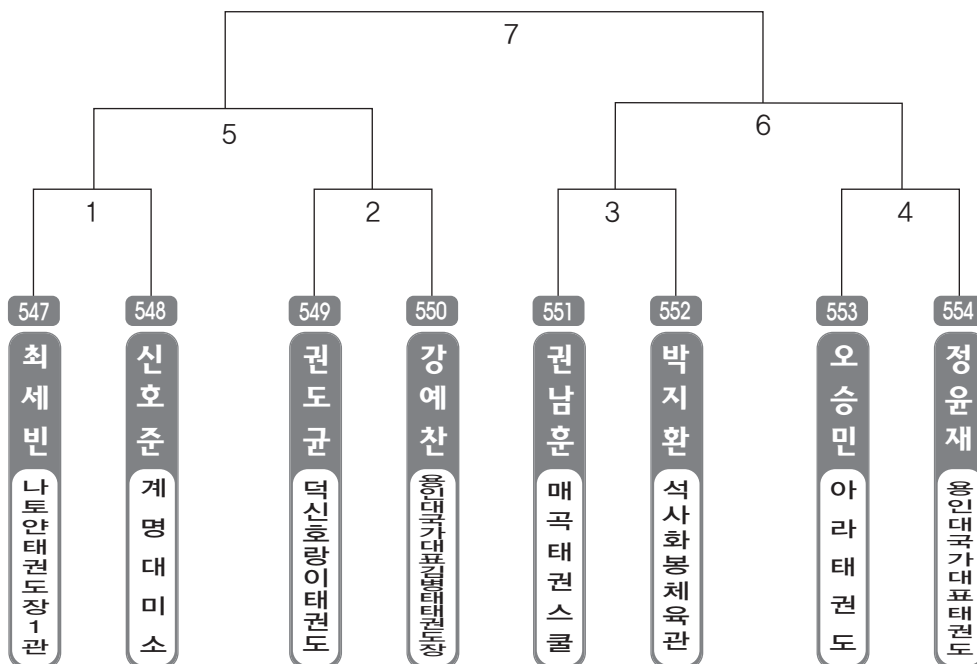 7
5
6
1
2
3
4
547
548
549
550
551
552
553
554
최세빈
신호준
권도균
강예찬
권남훈
박지환
오승민
정윤재
나토얀태권도장1관
계명대미소
덕신호랑이태권도
용인대국가대표김병태태권도장
매곡태권스쿨
석사화봉체육관
아라태권도
용인대국가대표태권도